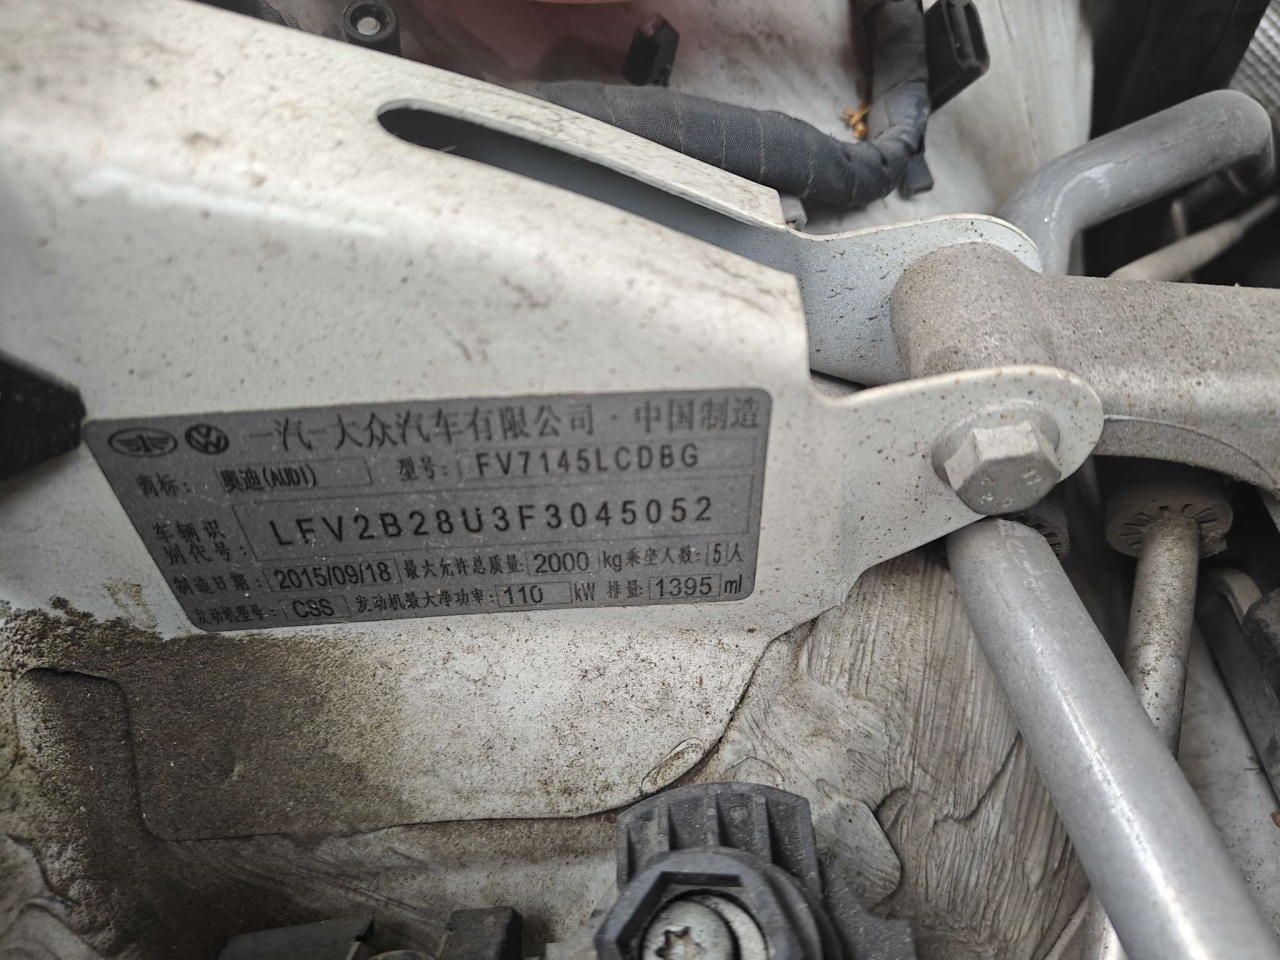 一汽-大众汽车有限公司·中国制造
商标: 奥迪(AUDI) 型号: FV7145LCDBG
车辆识别代号: LFV2B28U3F3045052
制造日期: 2015/09/18 最大允许总质量: 2000 kg 乘坐人数: 5人
发动机型号: CSS 发动机最大净功率: 110 kW 排量: 1395 ml